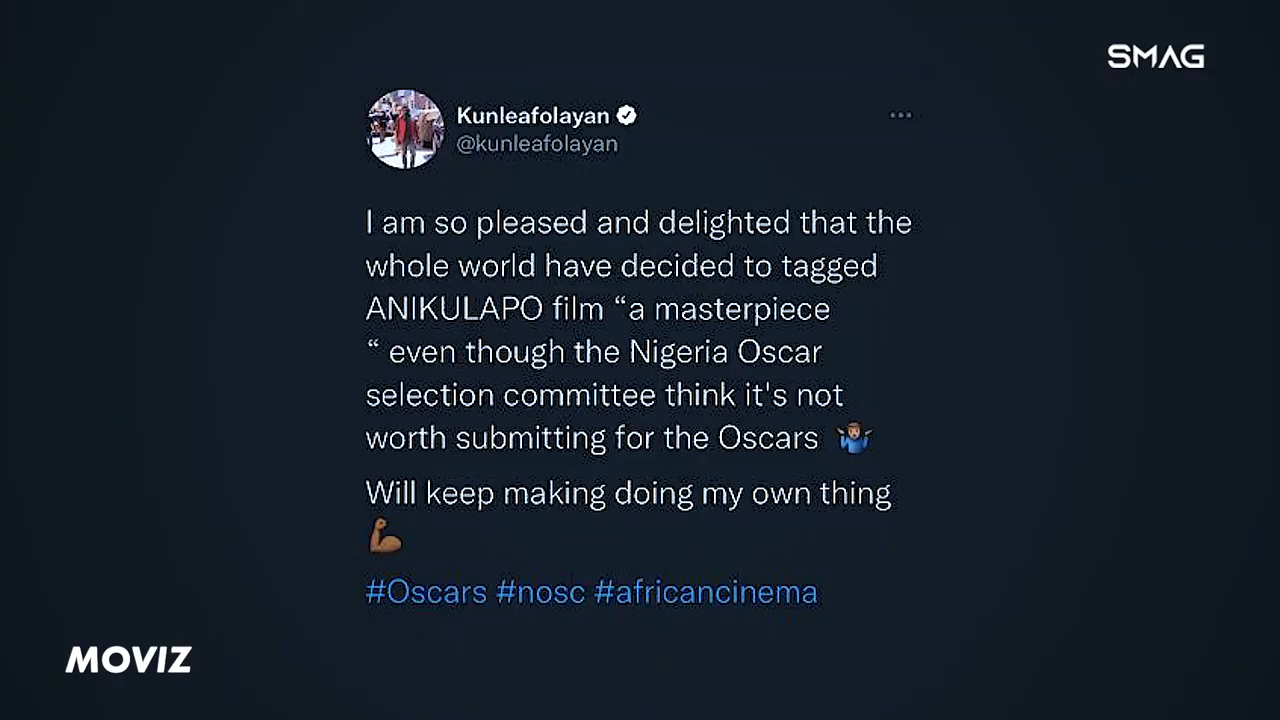 SMAG
Kunleafolayan
@kunleafolayan
I am so pleased and delighted that the
whole world have decided to tagged
ANIKULAPO film “a masterpiece
“ even though the Nigeria Oscar
selection committee think it's not
worth submitting for the Oscars 🤷🏽‍♂️
Will keep making doing my own thing
💪🏾
#Oscars #nosc #africancinema
MOVIZ